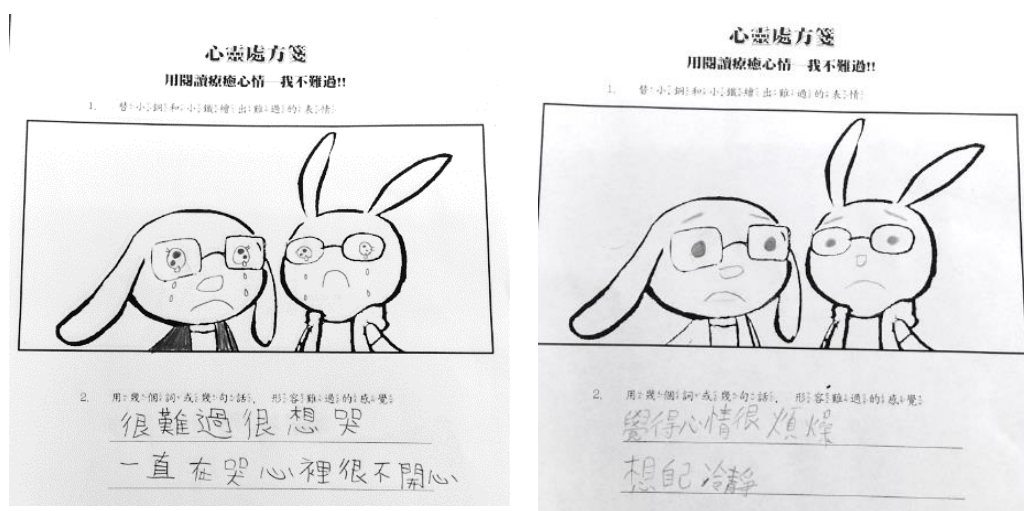 心靈處方箋
用閱讀療癒心情—我不難過!!
1. 替小銅和小鐵繪出難過的表情
2. 用幾個詞或幾句話，形容難過的感覺
很難過很想哭
一直在哭心裡很不開心
心靈處方箋
用閱讀療癒心情—我不難過!!
1. 替小銅和小鐵繪出難過的表情
2. 用幾個詞或幾句話，形容難過的感覺
覺得心情很煩燥
想自己冷靜